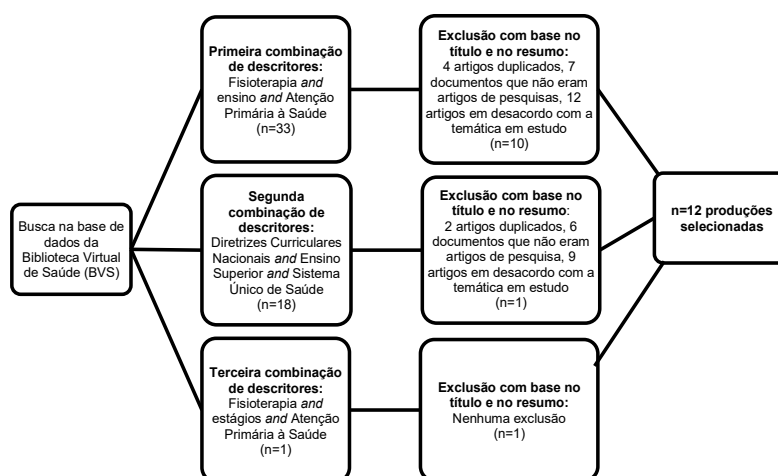 Busca na base de
dados da
Biblioteca Virtual
de Saúde (BVS)
Primeira combinação
de descritores:
Fisioterapia and
ensino and Atenção
Primária à Saúde
(n=33)
Exclusão com base no
título e no resumo:
4 artigos duplicados, 7
documentos que não eram
artigos de pesquisas, 12
artigos em desacordo com a
temática em estudo
(n=10)
Segunda
combinação de
descritores:
Diretrizes Curriculares
Nacionais and Ensino
Superior and Sistema
Único de Saúde
(n=18)
Exclusão com base no
título e no resumo:
2 artigos duplicados, 6
documentos que não eram
artigos de pesquisa, 9
artigos em desacordo com a
temática em estudo
(n=1)
Terceira combinação
de descritores:
Fisioterapia and
estágios and Atenção
Primária à Saúde
(n=1)
Exclusão com base no
título e no resumo:
Nenhuma exclusão
(n=1)
n=12 produções
selecionadas